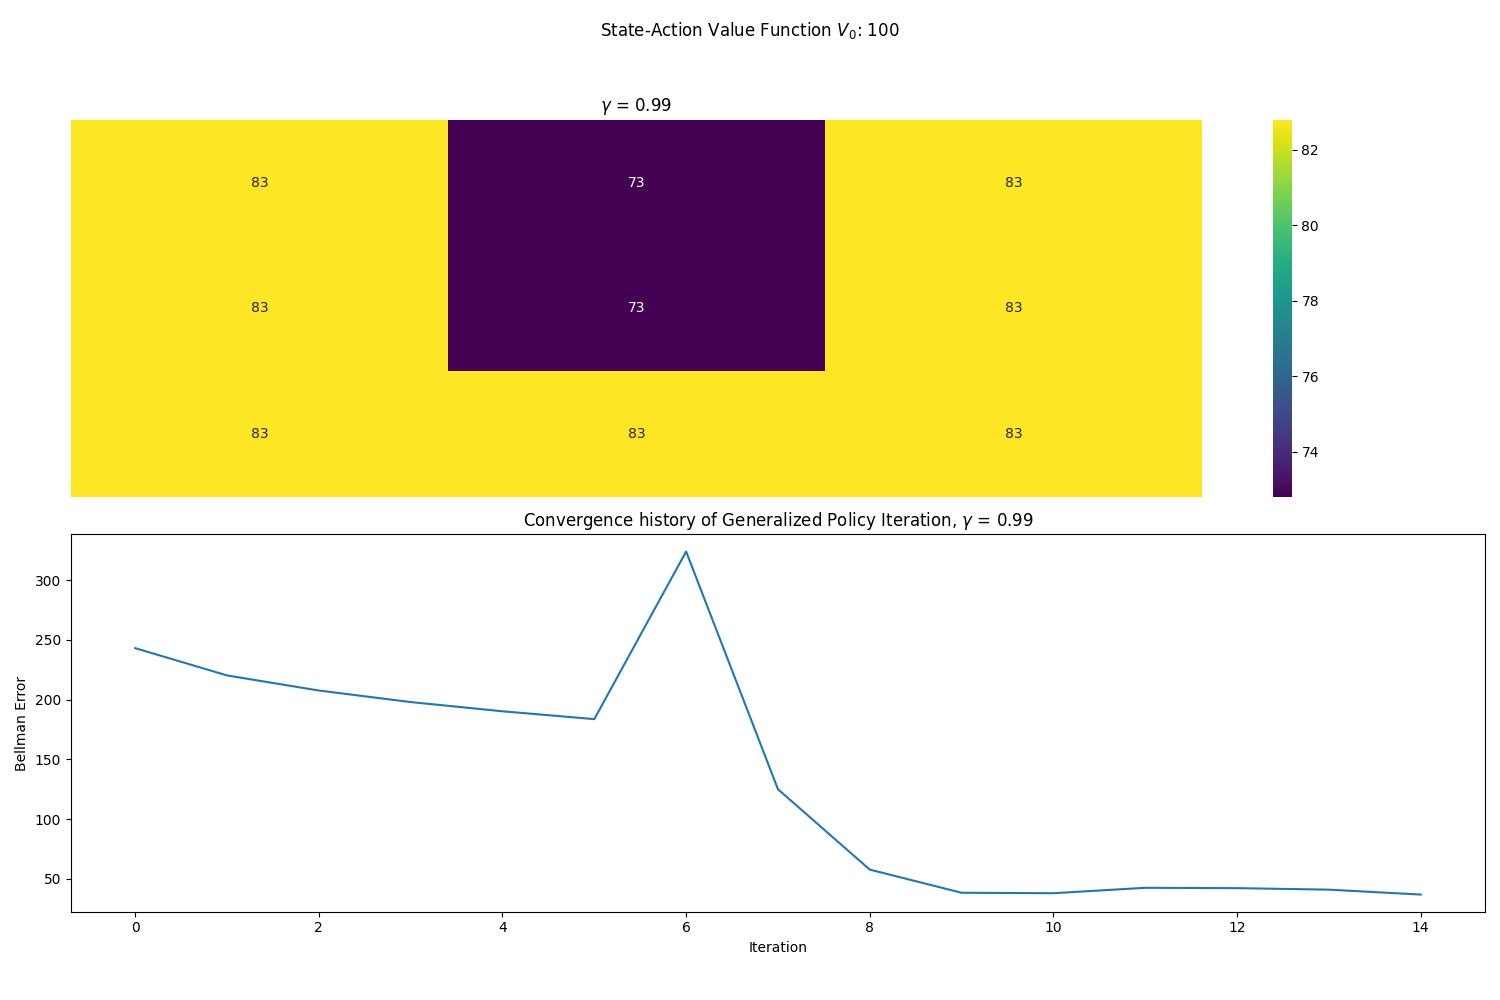 State-Action Value Function $V_0$: 100
γ = 0.99
83 73 83
83 73 83
83 83 83
82
80
78
76
74
Convergence history of Generalized Policy Iteration, γ = 0.99
Bellman Error
300
250
200
150
100
50
0 2 4 6 8 10 12 14
Iteration